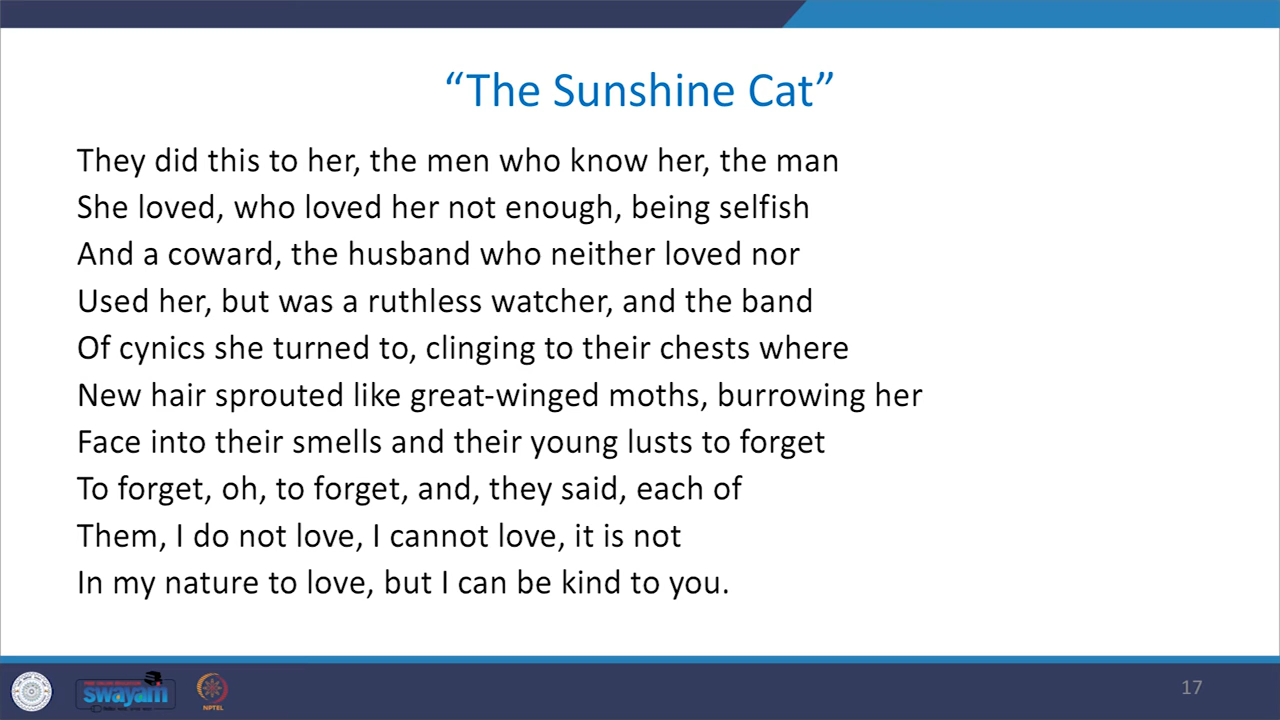 “The Sunshine Cat”
They did this to her, the men who know her, the man
She loved, who loved her not enough, being selfish
And a coward, the husband who neither loved nor
Used her, but was a ruthless watcher, and the band
Of cynics she turned to, clinging to their chests where
New hair sprouted like great-winged moths, burrowing her
Face into their smells and their young lusts to forget
To forget, oh, to forget, and, they said, each of
Them, I do not love, I cannot love, it is not
In my nature to love, but I can be kind to you.
swayam
NPTEL
17